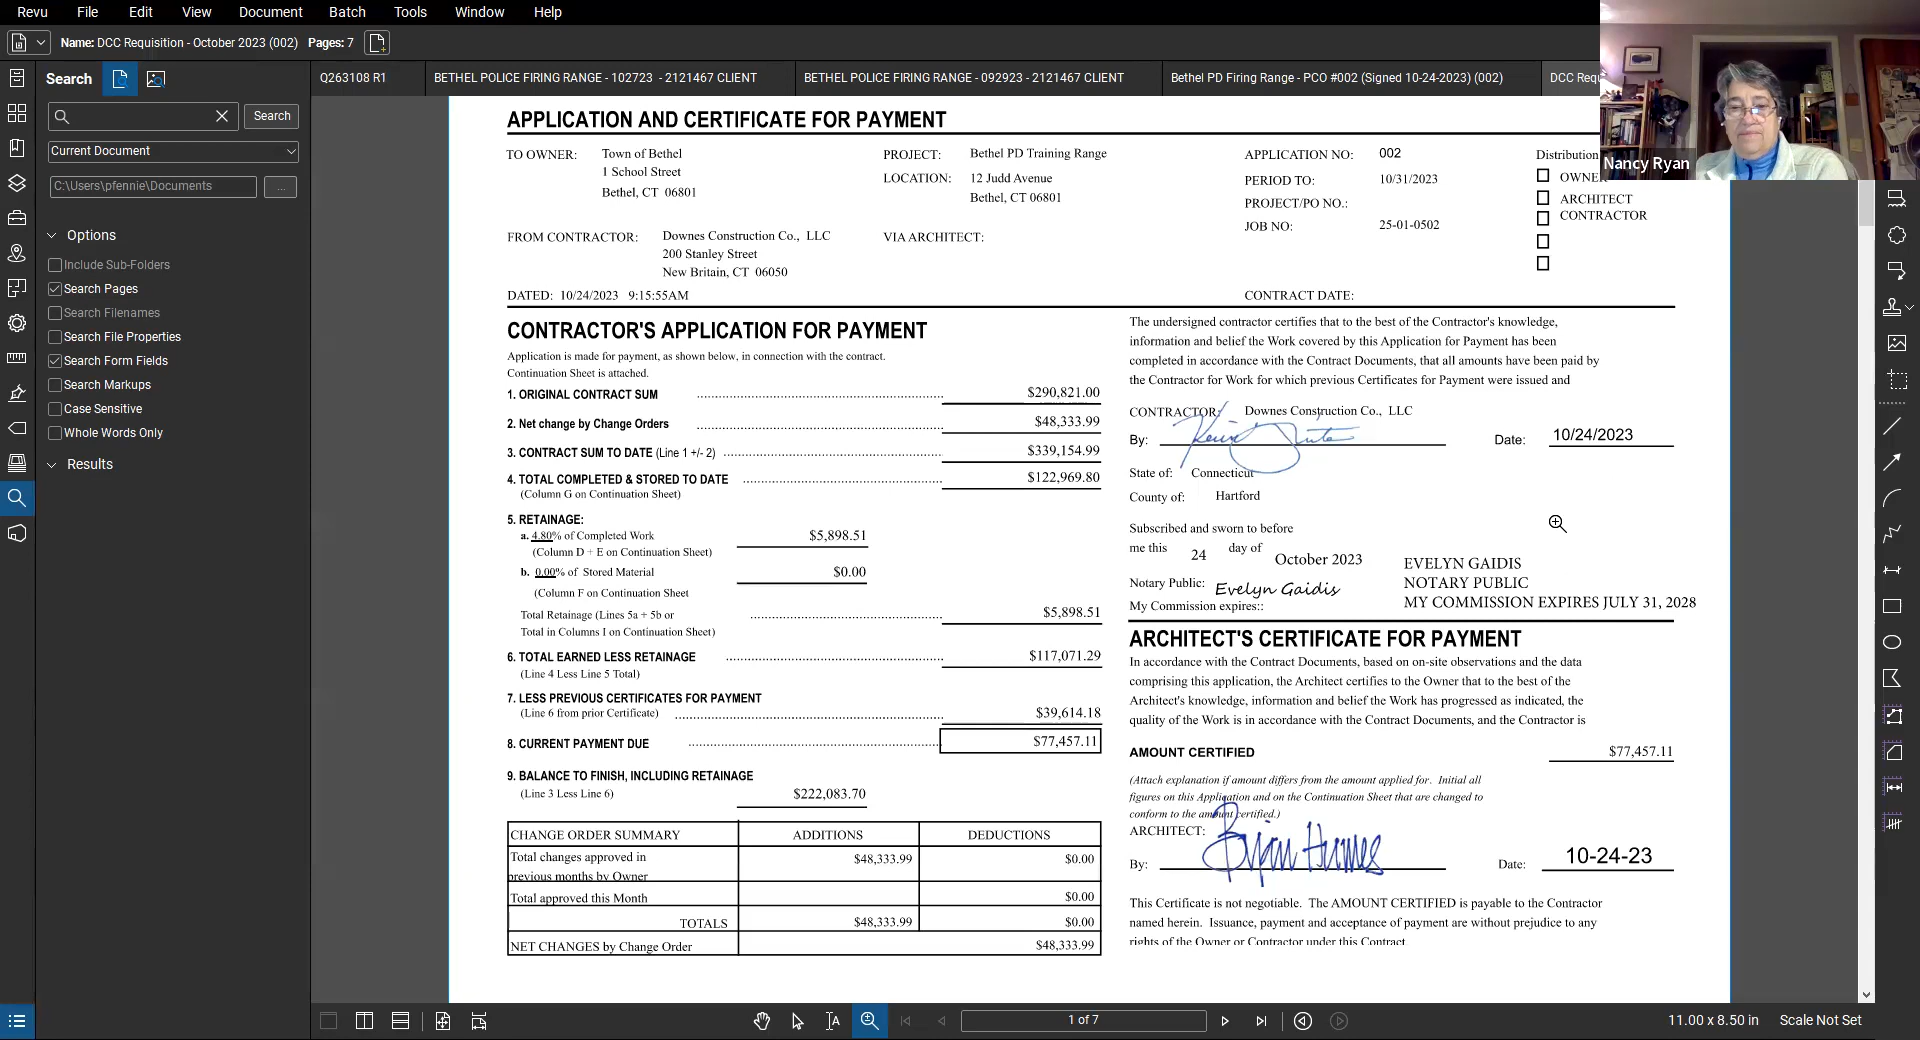 Revu File Edit View Document Batch Tools Window Help
Name: DCC Requisition - October 2023 (002) Pages: 7
Search
Q263108 R1
BETHEL POLICE FIRING RANGE - 102723 - 2121467 CLIENT
BETHEL POLICE FIRING RANGE - 092923 - 2121467 CLIENT
Bethel PD Firing Range - PCO #002 (Signed 10-24-2023) (002)
DCC Requ
Search
Current Document
C:\Users\pfennie\Documents
...
Options
Include Sub-Folders
Search Pages
Search Filenames
Search File Properties
Search Form Fields
Search Markups
Case Sensitive
Whole Words Only
Results
Nancy Ryan
APPLICATION AND CERTIFICATE FOR PAYMENT
TO OWNER: Town of Bethel
1 School Street
Bethel, CT 06801
PROJECT: Bethel PD Training Range
LOCATION: 12 Judd Avenue
Bethel, CT 06801
APPLICATION NO: 002
PERIOD TO: 10/31/2023
PROJECT/PO NO.:
JOB NO: 25-01-0502
Distribution
OWNER
ARCHITECT
CONTRACTOR
FROM CONTRACTOR: Downes Construction Co., LLC
200 Stanley Street
New Britain, CT 06050
VIA ARCHITECT:
DATED: 10/24/2023 9:15:55AM
CONTRACT DATE:
CONTRACTOR'S APPLICATION FOR PAYMENT
Application is made for payment, as shown below, in connection with the contract.
Continuation Sheet is attached.
1. ORIGINAL CONTRACT SUM $290,821.00
2. Net change by Change Orders $48,333.99
3. CONTRACT SUM TO DATE (Line 1 +/- 2) $339,154.99
4. TOTAL COMPLETED & STORED TO DATE $122,969.80
(Column G on Continuation Sheet)
5. RETAINAGE:
a. 4.80% of Completed Work $5,898.51
(Column D + E on Continuation Sheet)
b. 0.00% of Stored Material $0.00
(Column F on Continuation Sheet
Total Retainage (Lines 5a + 5b or $5,898.51
Total in Columns I on Continuation Sheet)
6. TOTAL EARNED LESS RETAINAGE $117,071.29
(Line 4 Less Line 5 Total)
7. LESS PREVIOUS CERTIFICATES FOR PAYMENT
(Line 6 from prior Certificate) $39,614.18
8. CURRENT PAYMENT DUE $77,457.11
9. BALANCE TO FINISH, INCLUDING RETAINAGE
(Line 3 Less Line 6) $222,083.70
CHANGE ORDER SUMMARY ADDITIONS DEDUCTIONS
Total changes approved in $48,333.99 $0.00
previous months by Owner
Total approved this Month $0.00
TOTALS $48,333.99 $0.00
NET CHANGES by Change Order $48,333.99
The undersigned contractor certifies that to the best of the Contractor's knowledge,
information and belief the Work covered by this Application for Payment has been
completed in accordance with the Contract Documents, that all amounts have been paid by
the Contractor for Work for which previous Certificates for Payment were issued and
CONTRACTOR: Downes Construction Co., LLC
By: Date: 10/24/2023
State of: Connecticut
County of: Hartford
Subscribed and sworn to before
me this 24 day of October 2023
EVELYN GAIDIS
NOTARY PUBLIC
MY COMMISSION EXPIRES JULY 31, 2028
Notary Public: Evelyn Gaidis
My Commission expires::
ARCHITECT'S CERTIFICATE FOR PAYMENT
In accordance with the Contract Documents, based on on-site observations and the data
comprising this application, the Architect certifies to the Owner that to the best of the
Architect's knowledge, information and belief the Work has progressed as indicated, the
quality of the Work is in accordance with the Contract Documents, and the Contractor is
AMOUNT CERTIFIED $77,457.11
(Attach explanation if amount differs from the amount applied for. Initial all
figures on this Application and on the Continuation Sheet that are changed to
conform to the amount certified.)
ARCHITECT:
By: Date: 10-24-23
This Certificate is not negotiable. The AMOUNT CERTIFIED is payable to the Contractor
named herein. Issuance, payment and acceptance of payment are without prejudice to any
rights of the Owner or Contractor under this Contract
1 of 7
11.00 x 8.50 in Scale Not Set